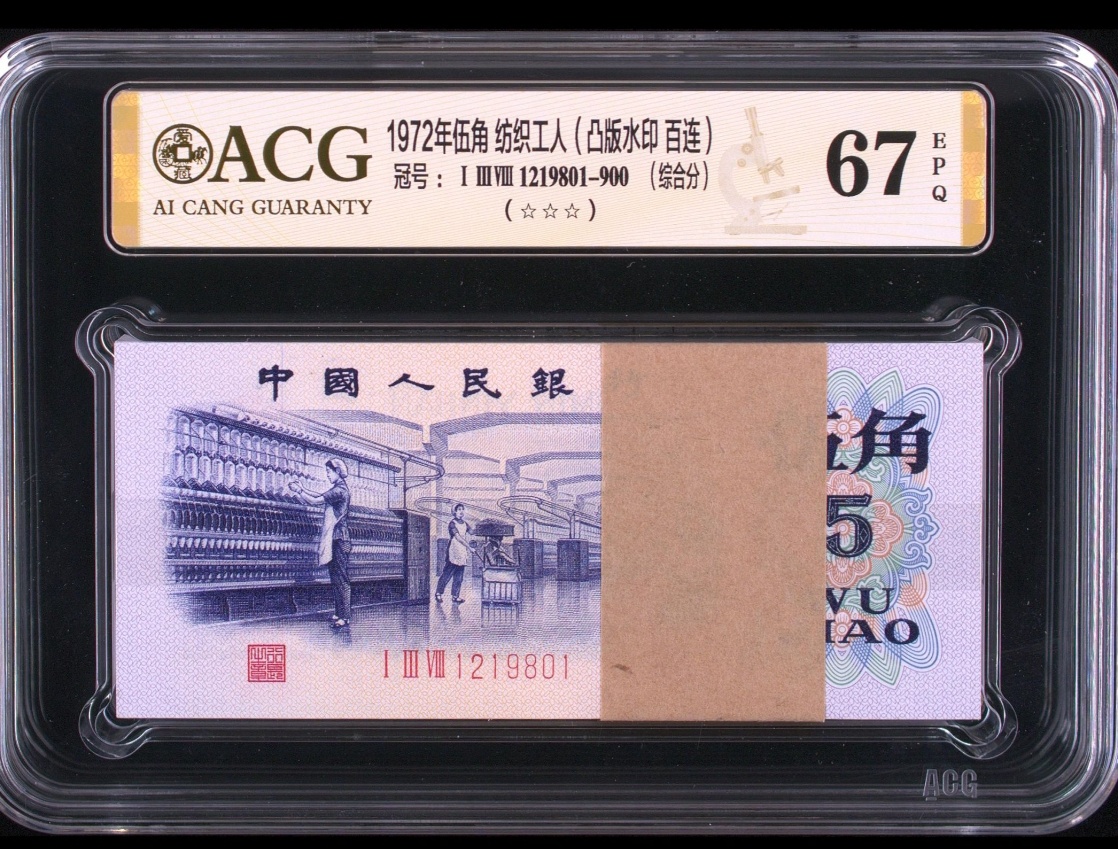 ACG
AI CANG GUARANTY
1972年伍角 纺织工人（凸版水印 百连）
冠号：Ⅰ Ⅲ Ⅷ 1219801-900 （综合分）
（☆☆☆）
67
EPQ
中國人民銀
伍角
5
WU
JIAO
Ⅰ Ⅲ Ⅷ 1219801
ACG